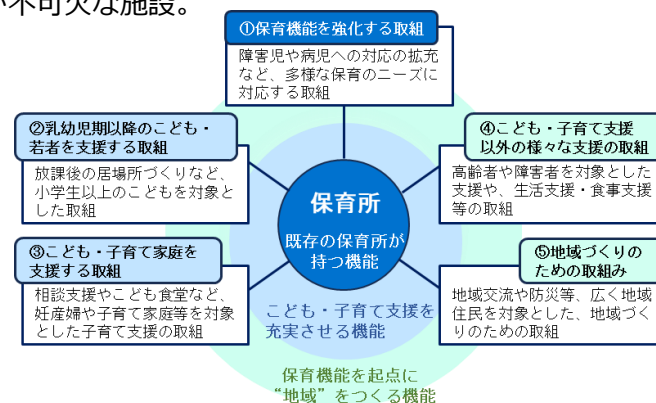 不可欠な施設。
①保育機能を強化する取組
障害児や病児への対応の拡充
など、多様な保育のニーズに
対応する取組
②乳幼児期以降のこども・
若者を支援する取組
放課後の居場所づくりなど、
小学生以上のこどもを対象と
した取組
③こども・子育て家庭を
支援する取組
相談支援やこども食堂など、
妊産婦や子育て家庭等を対象
とした子育て支援の取組
保育所
既存の保育所が
持つ機能
④こども・子育て支援
以外の様々な支援の取組
高齢者や障害者を対象とした
支援や、生活支援・食事支援
等の取組
⑤地域づくりの
ための取組み
地域交流や防災等、広く地域
住民を対象とした、地域づく
りのための取組
こども・子育て支援を
充実させる機能
保育機能を起点に
“地域”をつくる機能